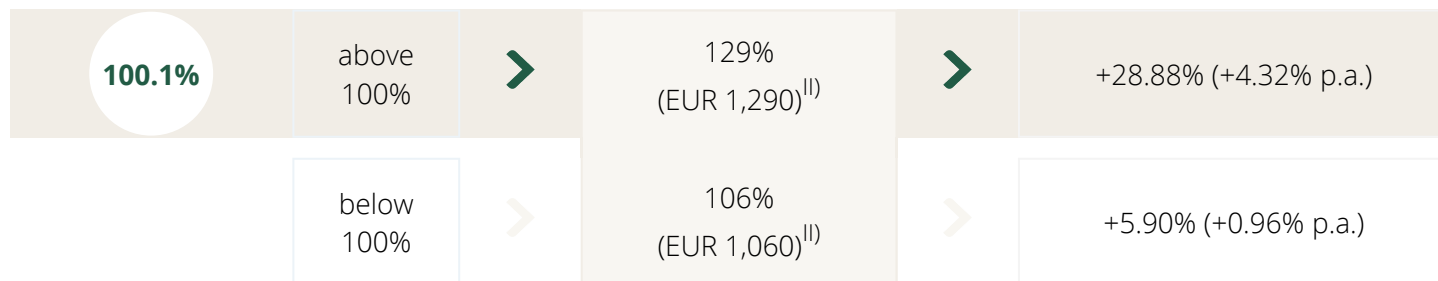 100.1%
above
100%
129%
(EUR 1,290)II)
+28.88% (+4.32% p.a.)
below
100%
106%
(EUR 1,060)II)
+5.90% (+0.96% p.a.)